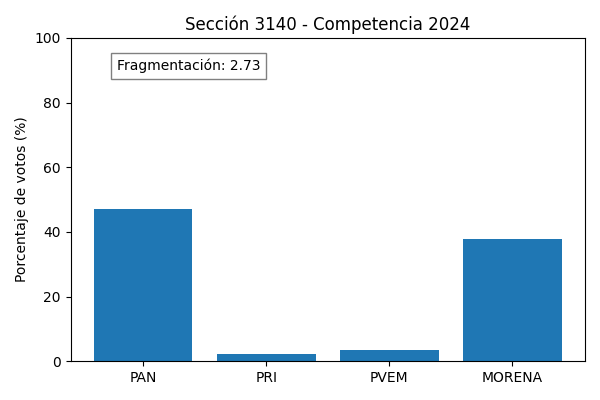 Sección 3140 - Competencia 2024
Fragmentación: 2.73
Porcentaje de votos (%)
100
80
60
40
20
0
PAN PRI PVEM MORENA